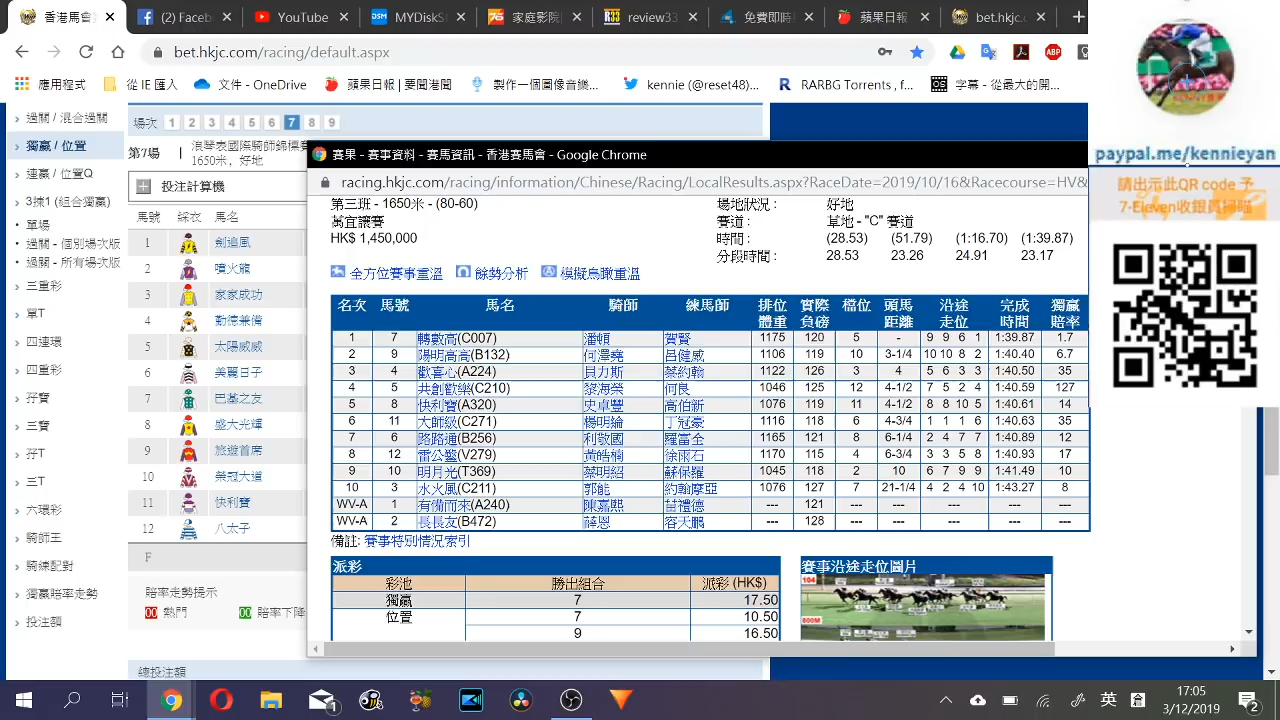 香港賽馬會
(2) Faceb
YouTube
MYDiskS
review33
免費即時
蘋果日報
bet.hkjc.c
bet.hkjc.com/racing/default.aspx
應用程式
從 IE 匯入
文件 - OneDrive
蘋果日報 | 要聞港聞
製作一個圖像音樂...
kennie (@reset48)...
RARBG Torrents , f...
字幕 - 從最大的開...
過關 / 混合過關
獨贏 / 位置
連贏 / 位置Q
3揀1 (組合獨贏)
單場
過關 - 個別場次版
過關 - 所有場次版
三重彩
單T
四連環
四重彩
孖寶
三寶
孖T
三T
六環彩
騎師王
騎練配對
獨贏賠率走勢
投注額
場次 1 2 3 4 5 6 7 8 9
第7場
浪琴表國際騎師錦標賽
1650米, 好地
投注計算機
馬號 綵衣 馬名
1 劍追風
2 噴火龍
3 家家成功
4 勤德兼備
5 太陽威威
6 美麗日子
7 巴基之友
8 盛大光輝
9 旅遊首席
10 榮冠大道
11 快利寶
12 八太子
F
賠率走勢提示
00 熱門 00 賠率下降
總投注額
賽果 - 賽事資料 - 賽馬資訊 - 香港賽馬會 - Google Chrome
racing.hkjc.com/racing/information/Chinese/Racing/LocalResults.aspx?RaceDate=2019/10/16&Racecourse=HV&
第三班 - 1650米 - (80-60) 場地狀況 : 好地
萬宜讓賽 賽道 : 草地 - "C" 賽道
HK$ 1,450,000 時間 : (28.53) (51.79) (1:16.70) (1:39.87)
分段時間 : 28.53 23.26 24.91 23.17
全方位賽事重溫 餘勢分析 模擬鳥瞰重溫
名次 馬號 馬名 騎師 練馬師 排位體重 實際負磅 檔位 頭馬距離 沿途走位 完成時間 獨贏賠率
7 轉數高(C007) 潘頓 賀賢 1175 120 5 - 9 9 6 1 1:39.87 1.7
2 9 陽明高高(B132) 何澤堯 呂健威 1106 119 10 3-1/4 10 10 8 2 1:40.40 6.7
3 4 歡喜心(A224) 貝力斯 蔡約翰 1122 126 3 4 5 6 3 3 1:40.50 35
4 5 共創歡樂(C210) 黎海榮 何良 1046 125 12 4-1/2 7 5 2 4 1:40.59 127
5 8 快利寶(A320) 史卓豐 高伯新 1076 119 11 4-1/2 8 8 10 5 1:40.61 14
6 11 大師鋒(C271) 楊明綸 丁冠豪 1116 118 6 4-3/4 1 1 1 6 1:40.63 35
7 6 路路通(B256) 利敬國 羅富全 1165 121 8 6-1/4 2 4 7 7 1:40.89 12
8 12 雷公鑿(V279) 黃皓楠 徐雨石 1170 115 4 6-3/4 3 3 5 8 1:40.93 17
9 10 明月光(T369) 蔡明紹 蘇保羅 1045 118 2 10 6 7 9 9 1:41.49 10
10 3 水火風(C211) 郭能 約翰摩亞 1076 127 7 21-1/4 4 2 4 10 1:43.27 8
WV-A 1 有備而來(A240) 陳嘉熙 苗禮德 --- 121 --- --- --- --- ---
WV-A 2 長長友(B472) 薛恩 容天鵬 --- 128 --- --- --- --- ---
備註: 賽事特別情況索引
派彩
彩池 勝出組合 派彩 (HK$)
獨贏 7 17.50
位置 7 10.50
9 16.50
賽事沿途走位圖片
104
800M
paypal.me/kennieyan
請出示此QR code 予
7-Eleven收銀員掃瞄
英
17:05
3/12/2019